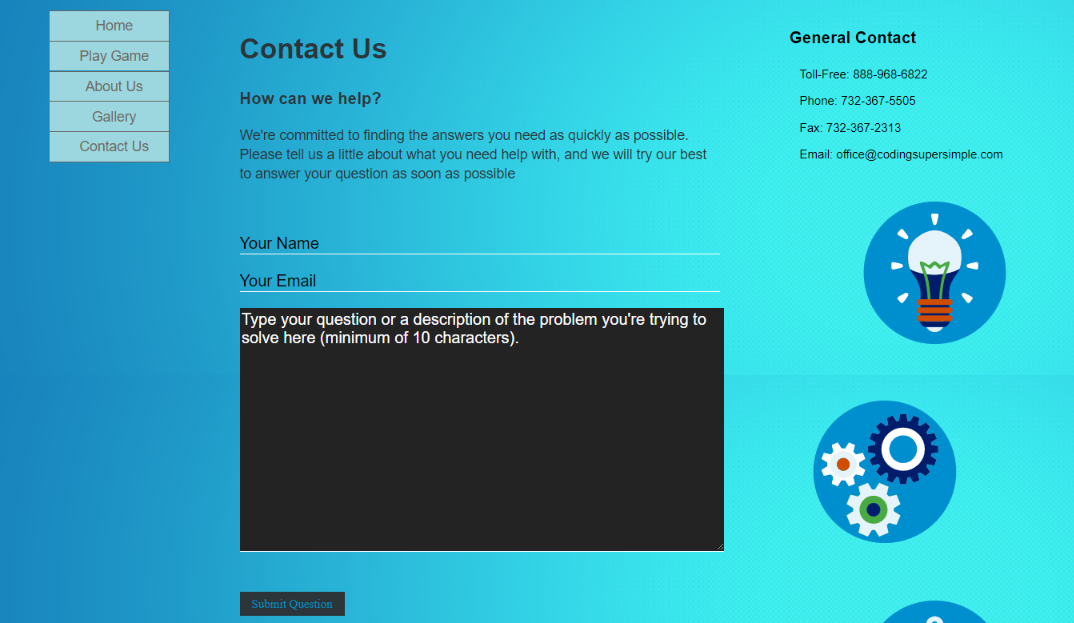 Home
Play Game
About Us
Gallery
Contact Us
Contact Us
How can we help?
We're committed to finding the answers you need as quickly as possible.
Please tell us a little about what you need help with, and we will try our best
to answer your question as soon as possible
Your Name
Your Email
Type your question or a description of the problem you're trying to
solve here (minimum of 10 characters).
Submit Question
General Contact
Toll-Free: 888-968-6822
Phone: 732-367-5505
Fax: 732-367-2313
Email: office@codingsupersimple.com